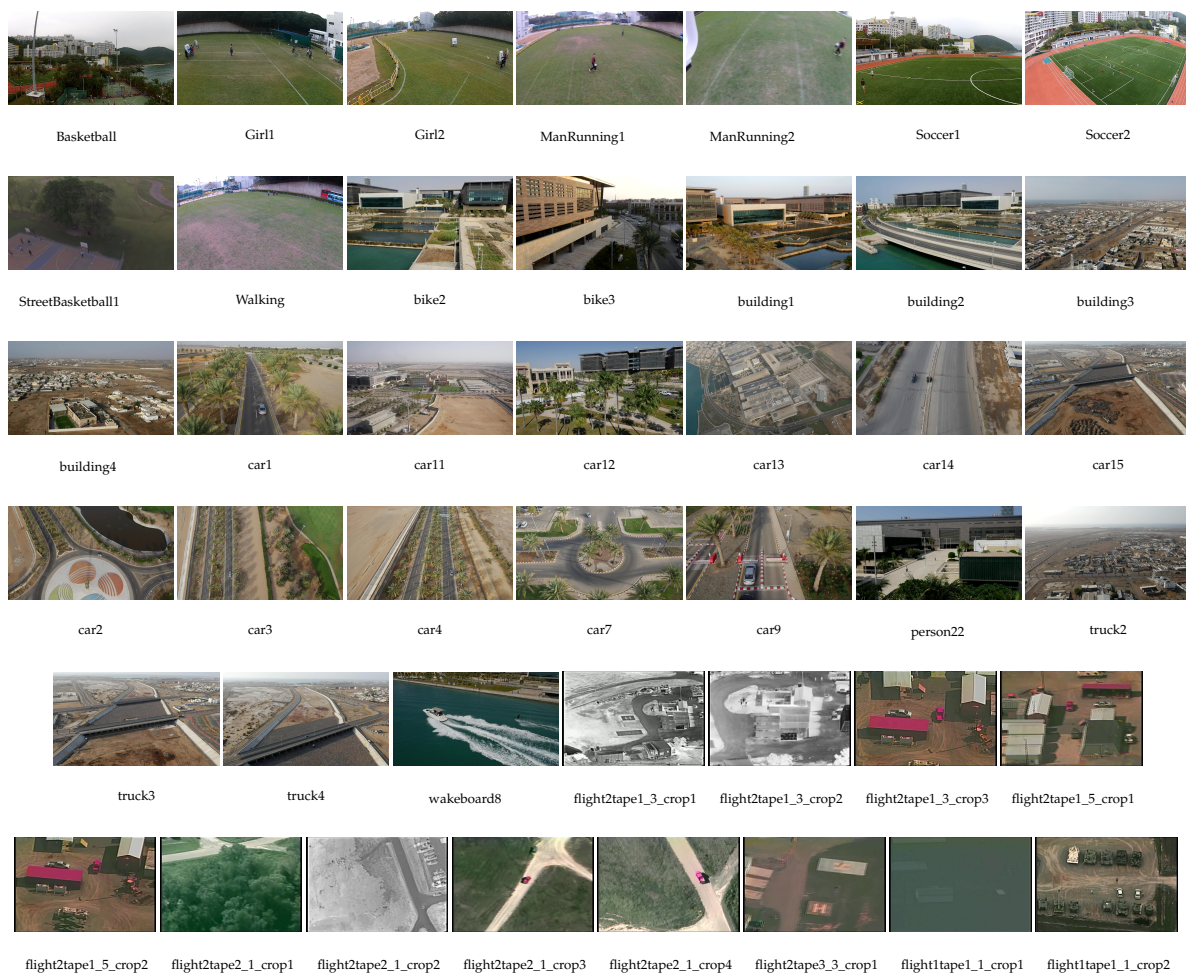 Basketball Girl1 Girl2 ManRunning1 ManRunning2 Soccer1 Soccer2
StreetBasketball1 Walking bike2 bike3 building1 building2 building3
building4 car1 car11 car12 car13 car14 car15
car2 car3 car4 car7 car9 person22 truck2
truck3 truck4 wakeboard8 flight2tape1_3_crop1 flight2tape1_3_crop2 flight2tape1_3_crop3 flight2tape1_5_crop1
H
flight2tape1_5_crop2 flight2tape2_1_crop1 flight2tape2_1_crop2 flight2tape2_1_crop3 flight2tape2_1_crop4 flight2tape3_3_crop1 flight1tape1_1_crop1 flight1tape1_1_crop2